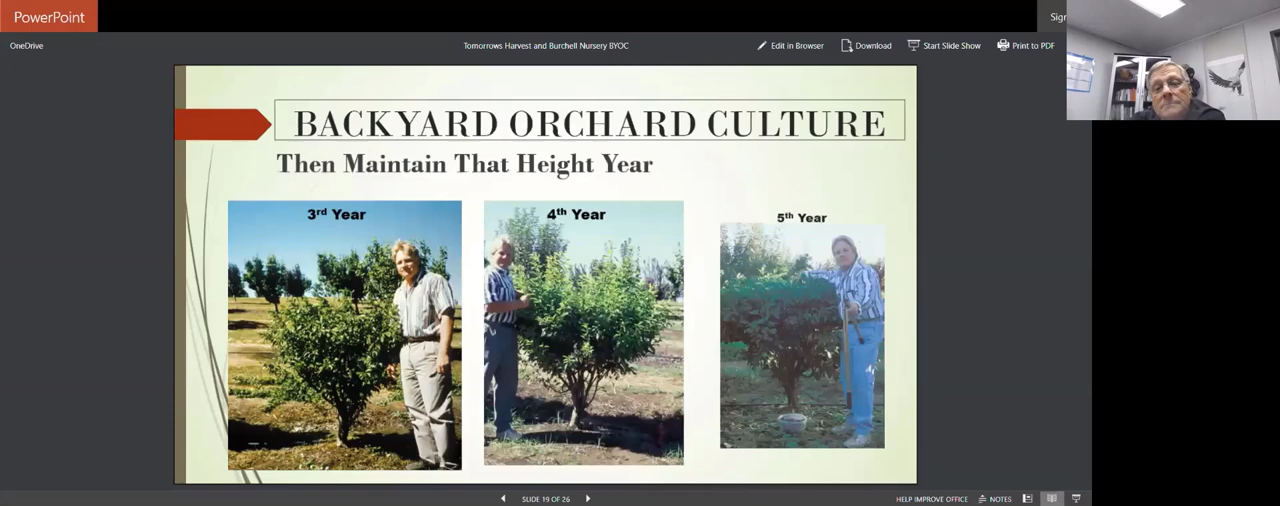 PowerPoint
Sign
OneDrive
Tomorrows Harvest and Burchell Nursery BYOC
Edit in Browser
Download
Start Slide Show
Print to PDF
BACKYARD ORCHARD CULTURE
Then Maintain That Height Year
3rd Year
4th Year
5th Year
SLIDE 19 OF 26
HELP IMPROVE OFFICE
NOTES